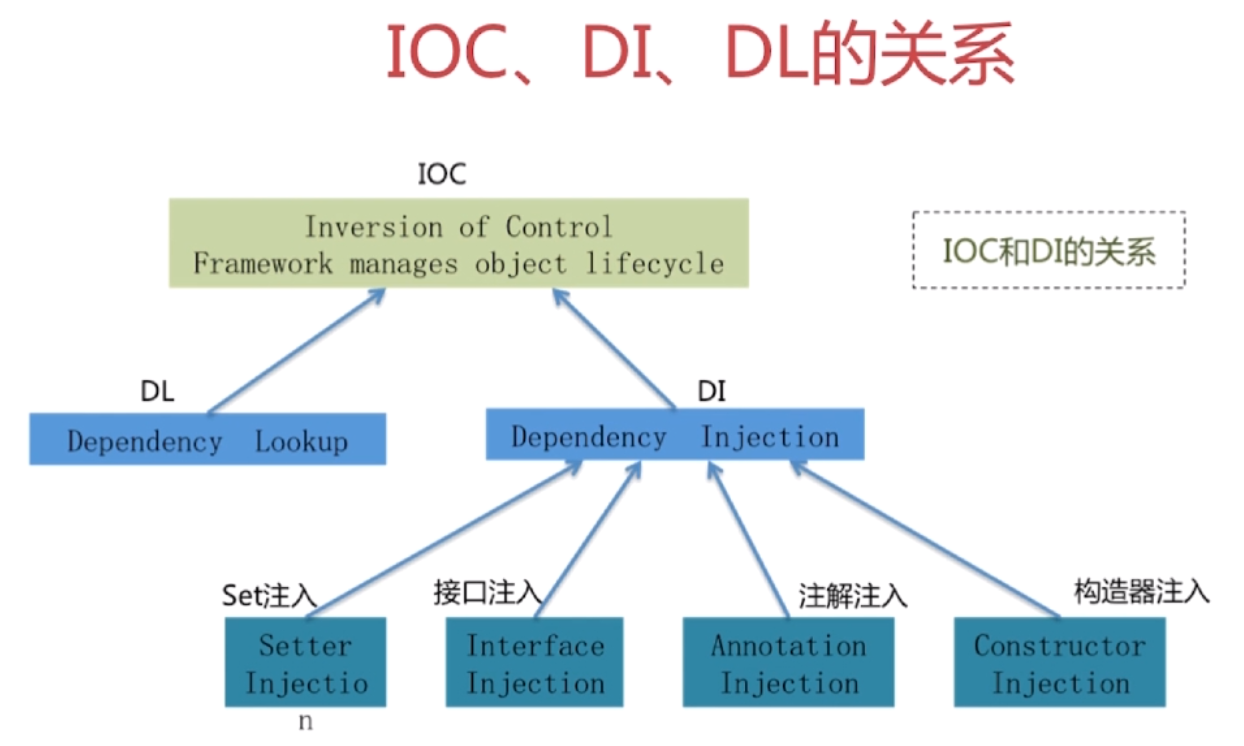 IOC、DI、DL的关系
IOC
Inversion of Control
Framework manages object lifecycle
IOC和DI的关系
DL
Dependency Lookup
DI
Dependency Injection
Set注入
Setter
Injectio
n
接口注入
Interface
Injection
注解注入
Annotation
Injection
构造器注入
Constructor
Injection